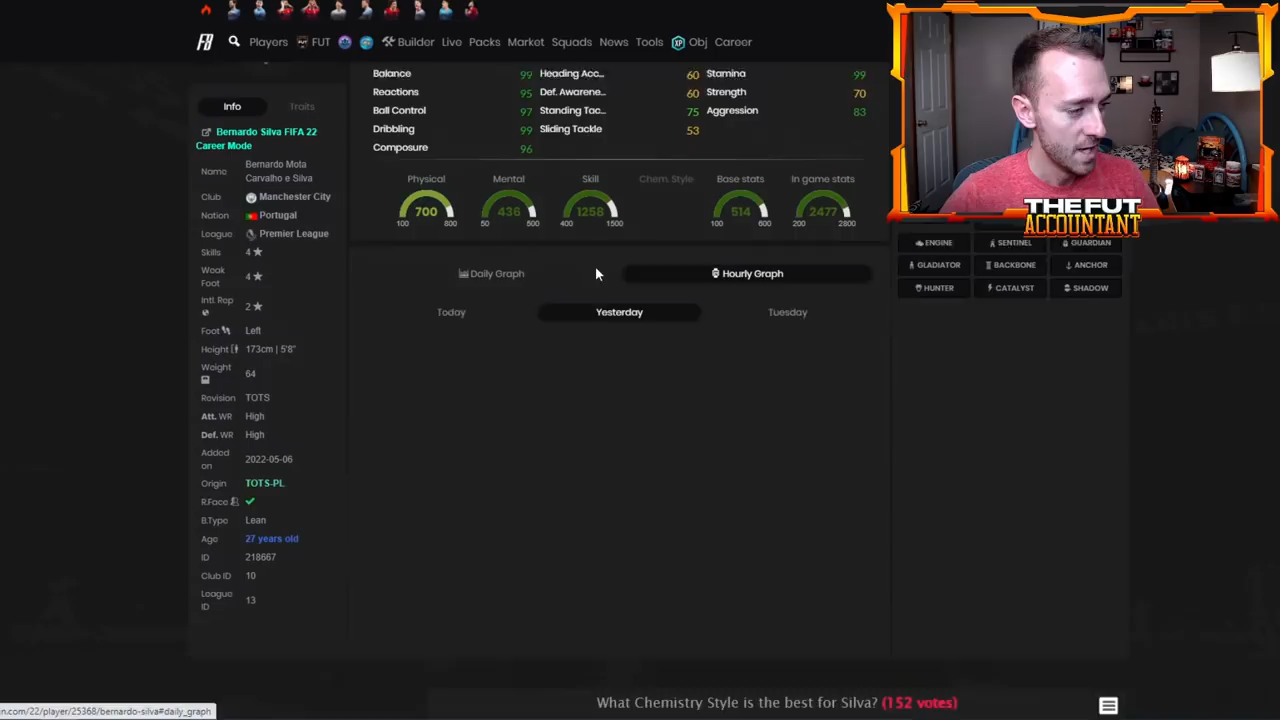 Players FUT Builder Live Packs Market Squads News Tools XP Obj Career
Info Traits
Bernardo Silva FIFA 22
Career Mode
Name Bernardo Mota
Carvalho e Silva
Club Manchester City
Nation Portugal
League Premier League
Skills 4
Weak
Foot 4
Intl. Rep 2
Foot Left
Height 173cm | 5'8"
Weight 64
Revision TOTS
Att. WR High
Def. WR High
Added
on 2022-05-06
Origin TOTS-PL
R.Face
B.Type Lean
Age 27 years old
ID 218667
Club ID 10
League
ID 13
Balance 99 Heading Acc... 60 Stamina 99
Reactions 95 Def. Awarene... 60 Strength 70
Ball Control 97 Standing Tac... 75 Aggression 83
Dribbling 99 Sliding Tackle 53
Composure 96
Physical Mental Skill Chem. Style Base stats In game stats
700 436 1258 514 2477
100 800 50 500 400 1500 100 600 200 2800
Daily Graph Hourly Graph
Today Yesterday Tuesday
THE FUT
ACCOUNTANT
ENGINE SENTINEL GUARDIAN
GLADIATOR BACKBONE ANCHOR
HUNTER CATALYST SHADOW
What Chemistry Style is the best for Silva? (152 votes)
n.com/22/player/25368/bernardo-silva#daily_graph